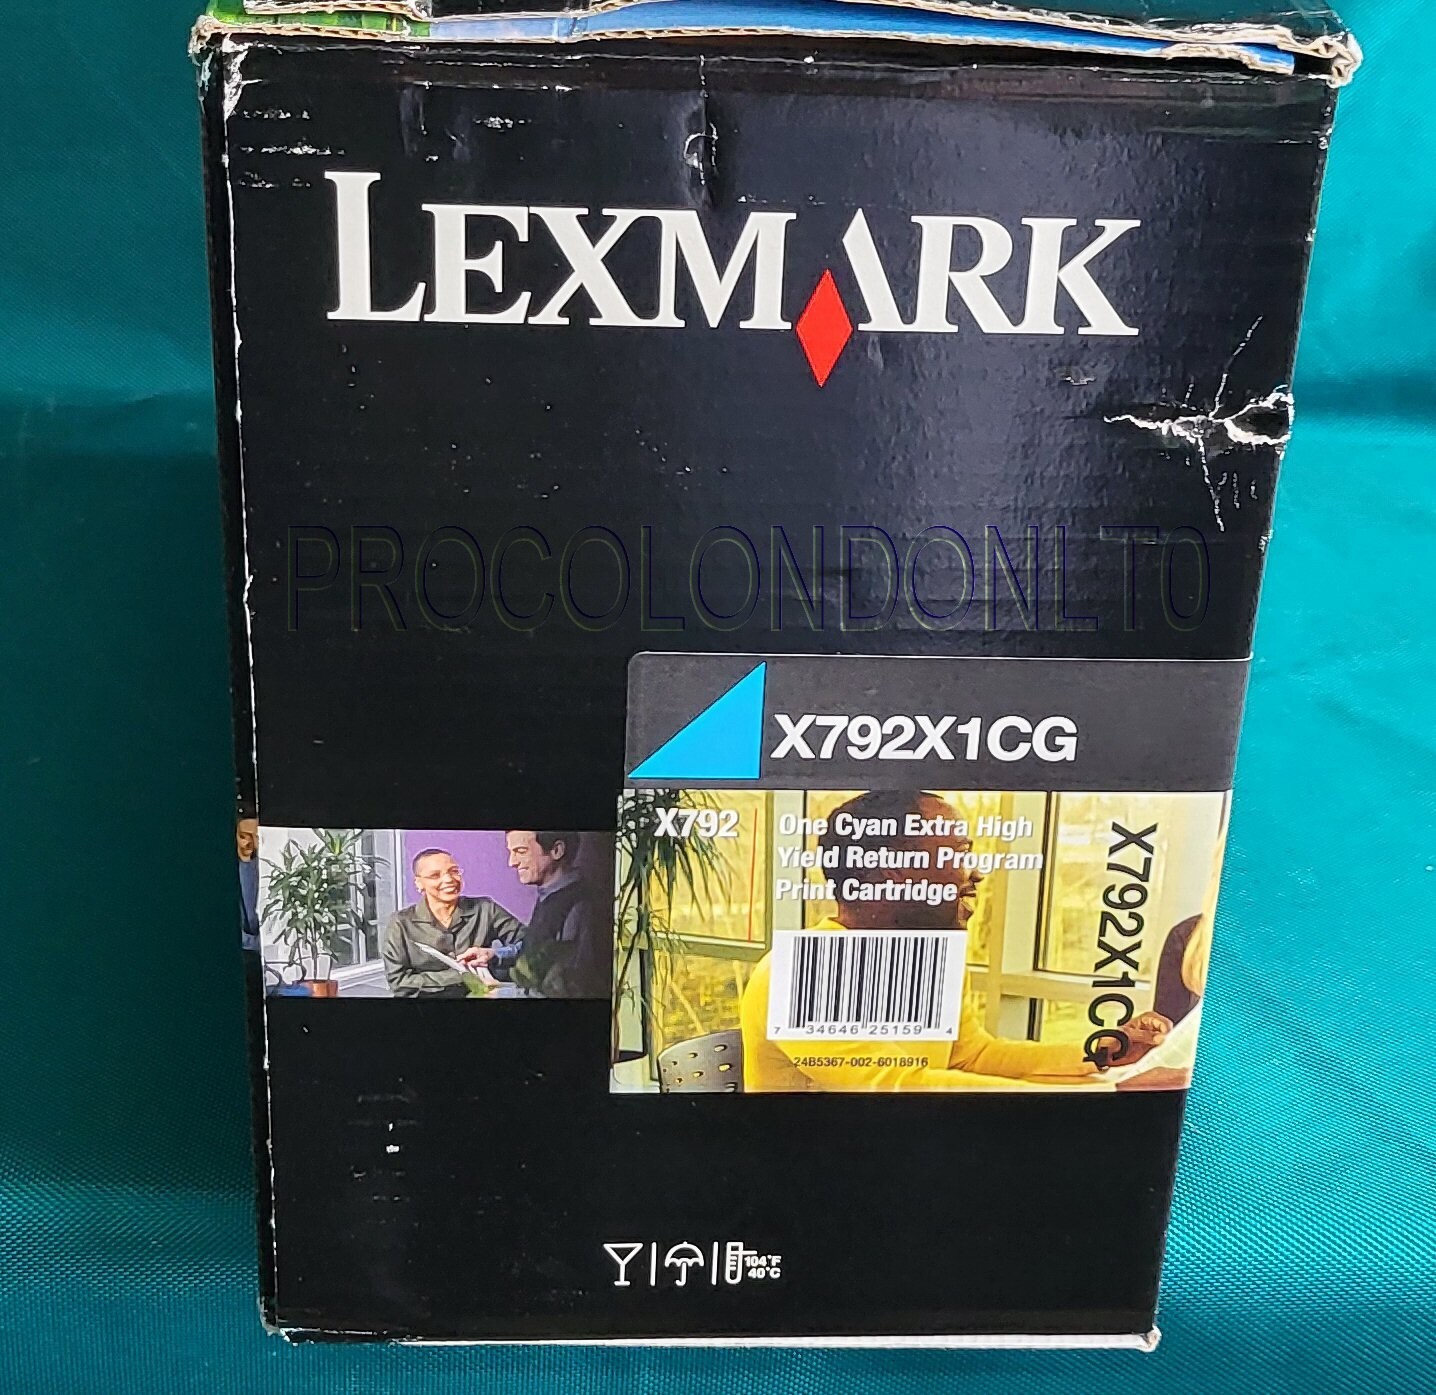 LEXMARK
PROCOLONDONLT0
X792X1CG
X792
One Cyan Extra High
Yield Return Program
Print Cartridge
X792X1CG
7 34646 25159 4
24B5367-002-6018916
104°F
40°C